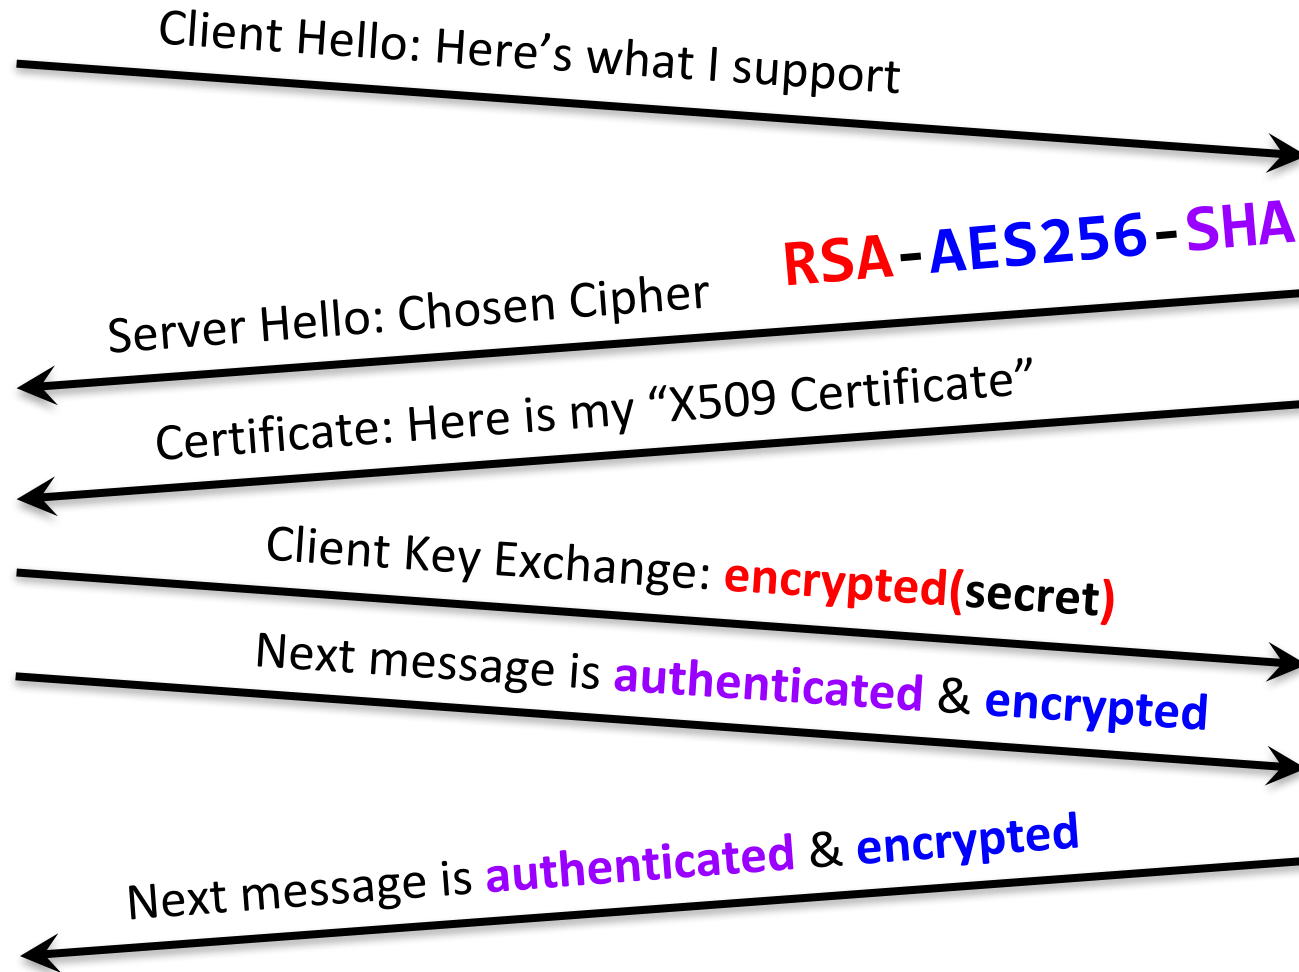 Client Hello: Here’s what I support
RSA-AES256-SHA
Server Hello: Chosen Cipher
Certificate: Here is my “X509 Certificate”
Client Key Exchange: encrypted(secret)
Next message is authenticated & encrypted
Next message is authenticated & encrypted